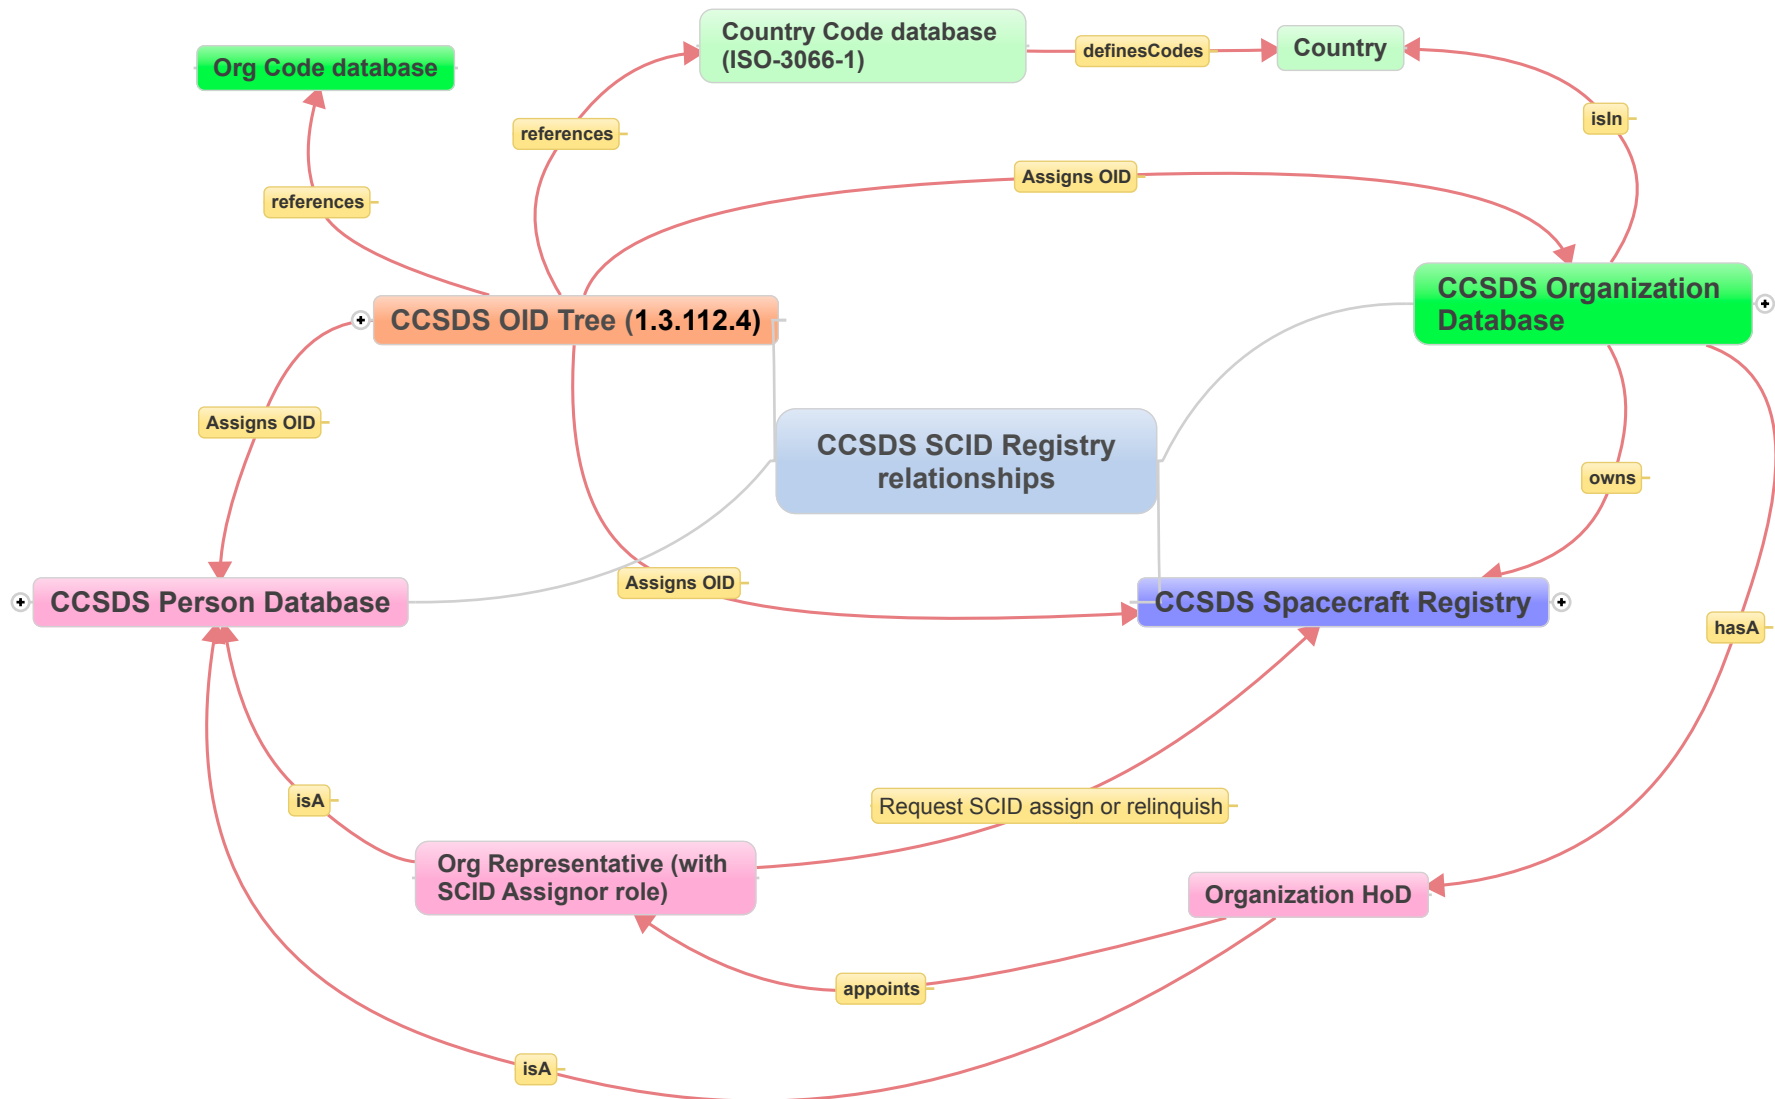 Country Code database
(ISO-3066-1)
definesCodes
Country
Org Code database
references
isIn
Assigns OID
references
CCSDS Organization
Database
CCSDS OID Tree (1.3.112.4)
Assigns OID
CCSDS SCID Registry
relationships
owns
Assigns OID
CCSDS Person Database
CCSDS Spacecraft Registry
hasA
isA
Request SCID assign or relinquish
Org Representative (with
SCID Assignor role)
Organization HoD
appoints
isA